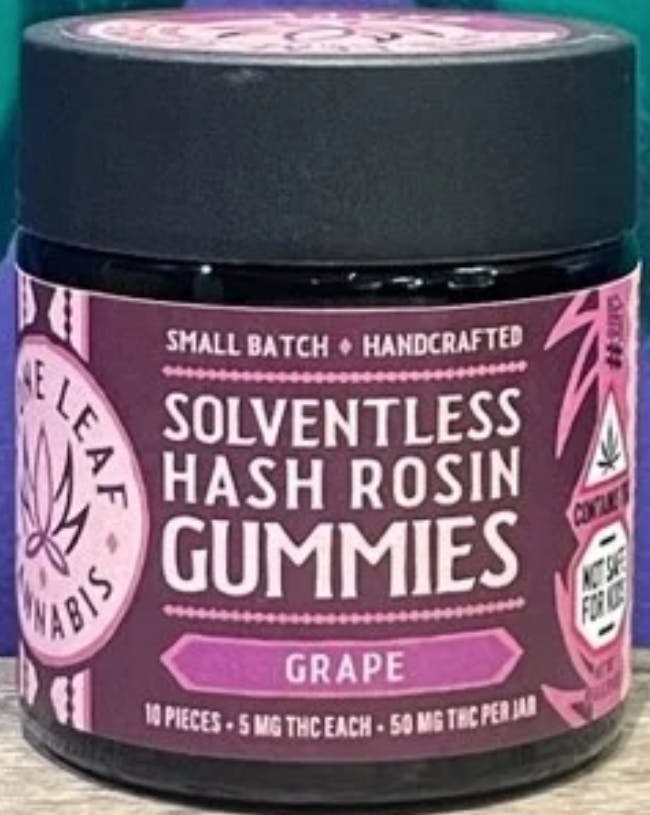 SMALL BATCH ♦ HANDCRAFTED
SOLVENTLESS
HASH ROSIN
GUMMIES
GRAPE
10 PIECES • 5 MG THC EACH • 50 MG THC PER JAR
LEAF
NOT SAFE
FOR KIDS